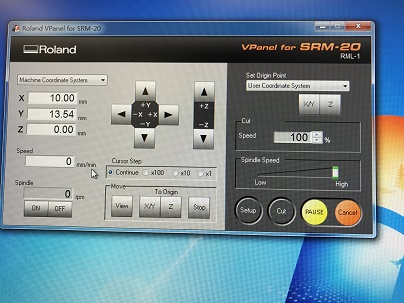 Roland VPanel for SRM-20
Roland
VPanel for SRM-20
RML-1
Machine Coordinate System
X 10.00 mm
Y 13.54 mm
Z 0.00 mm
Speed
0 mm/min
Spindle
0 rpm
ON OFF
+Y
-X +X
-Y
+Z
-Z
Cursor Step
Continue x100 x10 x1
Move
To Origin
View X/Y Z Stop
Set Origin Point
User Coordinate System
X/Y Z
Cut
Speed 100 %
Spindle Speed
Low High
Setup Cut PAUSE Cancel